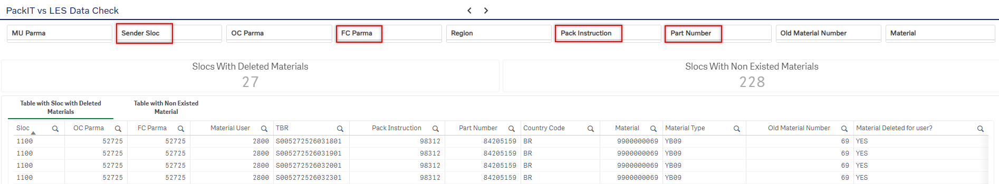 PackIT vs LES Data Check
MU Parma Sender Sloc OC Parma FC Parma Region Pack Instruction Part Number Old Material Number Material
Slocs With Deleted Materials Slocs With Non Existed Materials
27 228
Table with Sloc with Deleted Materials
Table with Non Existed Material
Sloc OC Parma FC Parma Material User TBR Pack Instruction Part Number Country Code Material Material Type Old Material Number Material Deleted for user?
1100 52725 52725 2800 S005272526031801 98312 84205159 BR 9900000069 YB09 69 YES
1100 52725 52725 2800 S005272526031901 98312 84205159 BR 9900000069 YB09 69 YES
1100 52725 52725 2800 S005272526032001 98312 84205159 BR 9900000069 YB09 69 YES
1100 52725 52725 2800 S005272526032301 98312 84205159 BR 9900000069 YB09 69 YES